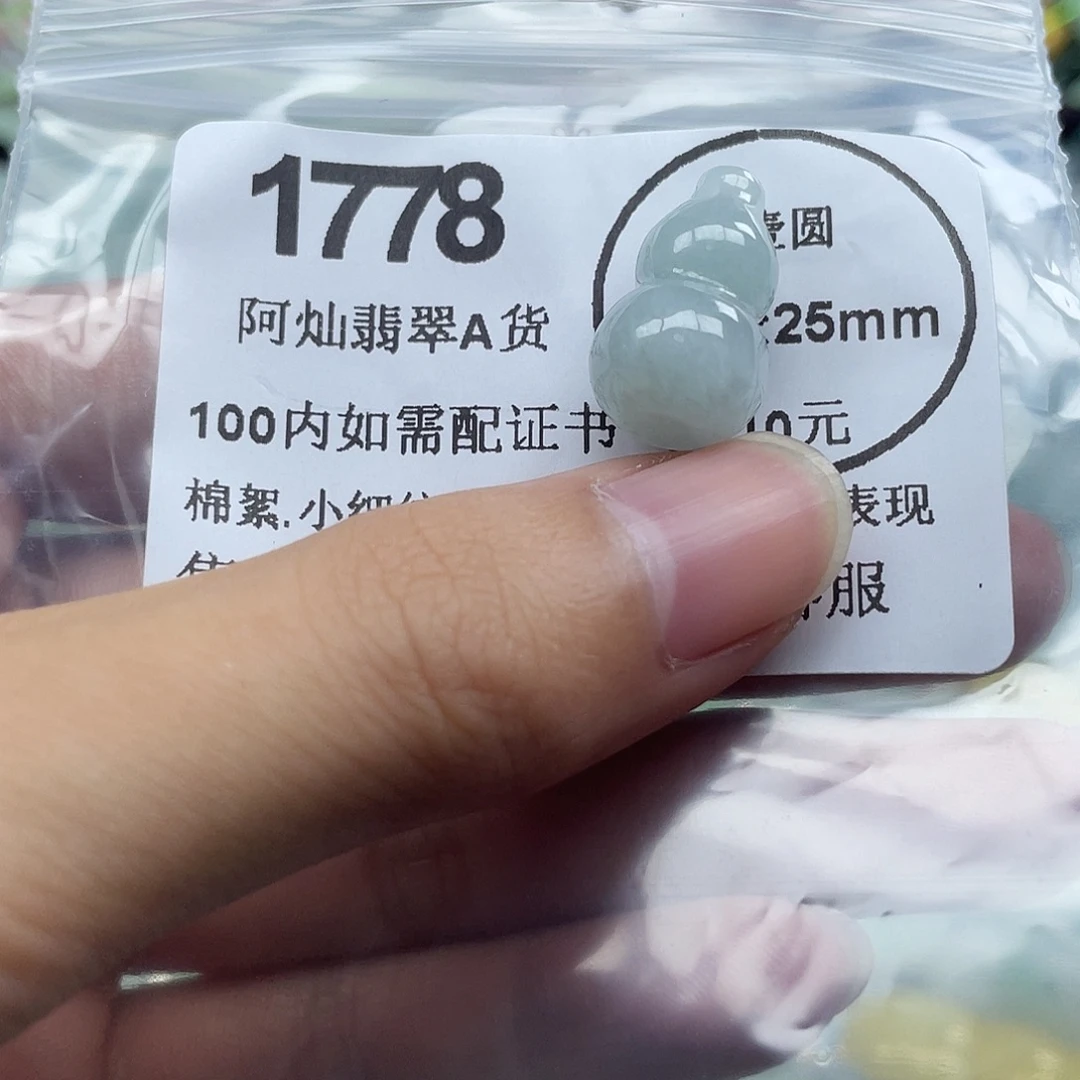 1778
阿灿翡翠A货
圆
25mm
100内如需配证书
10元
棉絮.小细
表现
服